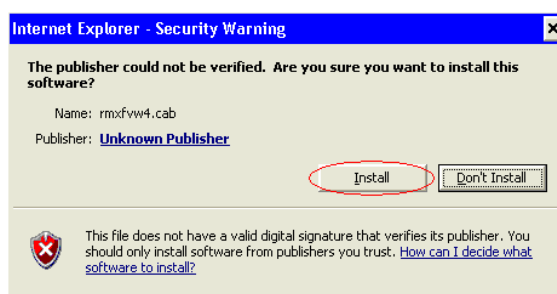 Internet Explorer - Security Warning
The publisher could not be verified. Are you sure you want to install this
software?
Name: rmxfvw4.cab
Publisher: Unknown Publisher
Install Don't Install
This file does not have a valid digital signature that verifies its publisher. You
should only install software from publishers you trust. How can I decide what
software to install?